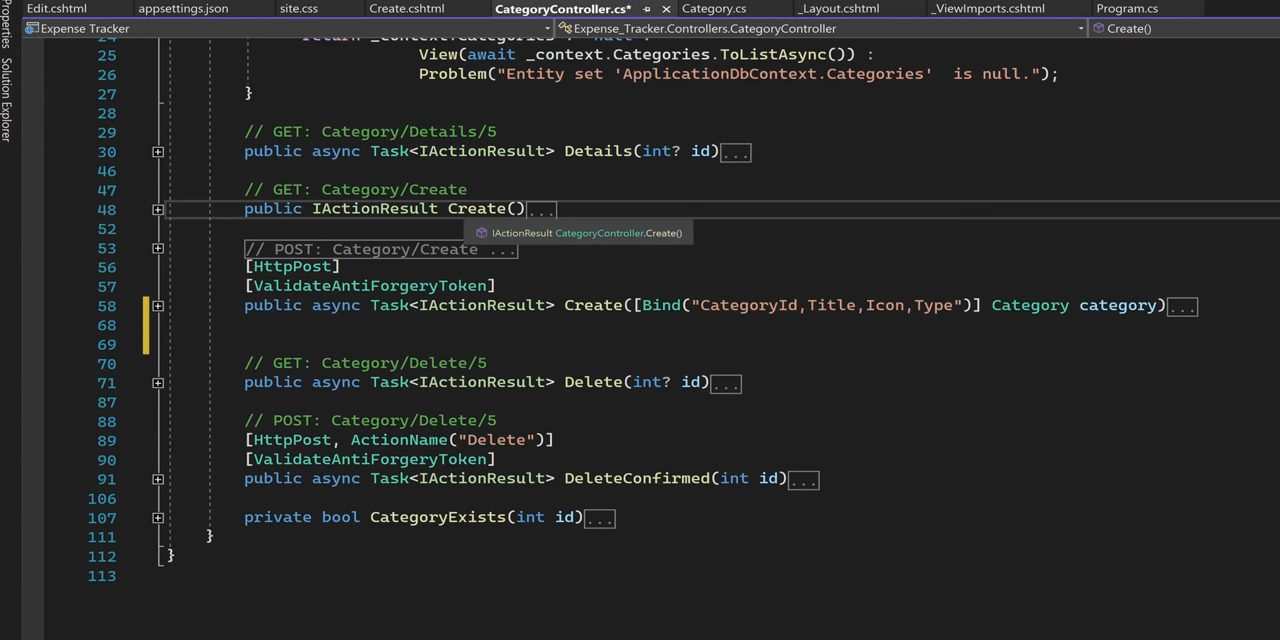 Edit.cshtml appsettings.json site.css Create.cshtml CategoryController.cs* Category.cs _Layout.cshtml _ViewImports.cshtml Program.cs
Properties Solution Explorer
Expense Tracker Expense_Tracker.Controllers.CategoryController Create()
25 View(await _context.Categories.ToListAsync()) :
26 Problem("Entity set 'ApplicationDbContext.Categories'  is null.");
27 }
28
29 // GET: Category/Details/5
30 public async Task<IActionResult> Details(int? id)...
46
47 // GET: Category/Create
48 public IActionResult Create()...
IActionResult CategoryController.Create()
52
53 // POST: Category/Create ...
56 [HttpPost]
57 [ValidateAntiForgeryToken]
58 public async Task<IActionResult> Create([Bind("CategoryId,Title,Icon,Type")] Category category)...
68
69
70 // GET: Category/Delete/5
71 public async Task<IActionResult> Delete(int? id)...
87
88 // POST: Category/Delete/5
89 [HttpPost, ActionName("Delete")]
90 [ValidateAntiForgeryToken]
91 public async Task<IActionResult> DeleteConfirmed(int id)...
106
107 private bool CategoryExists(int id)...
111 }
112 }
113